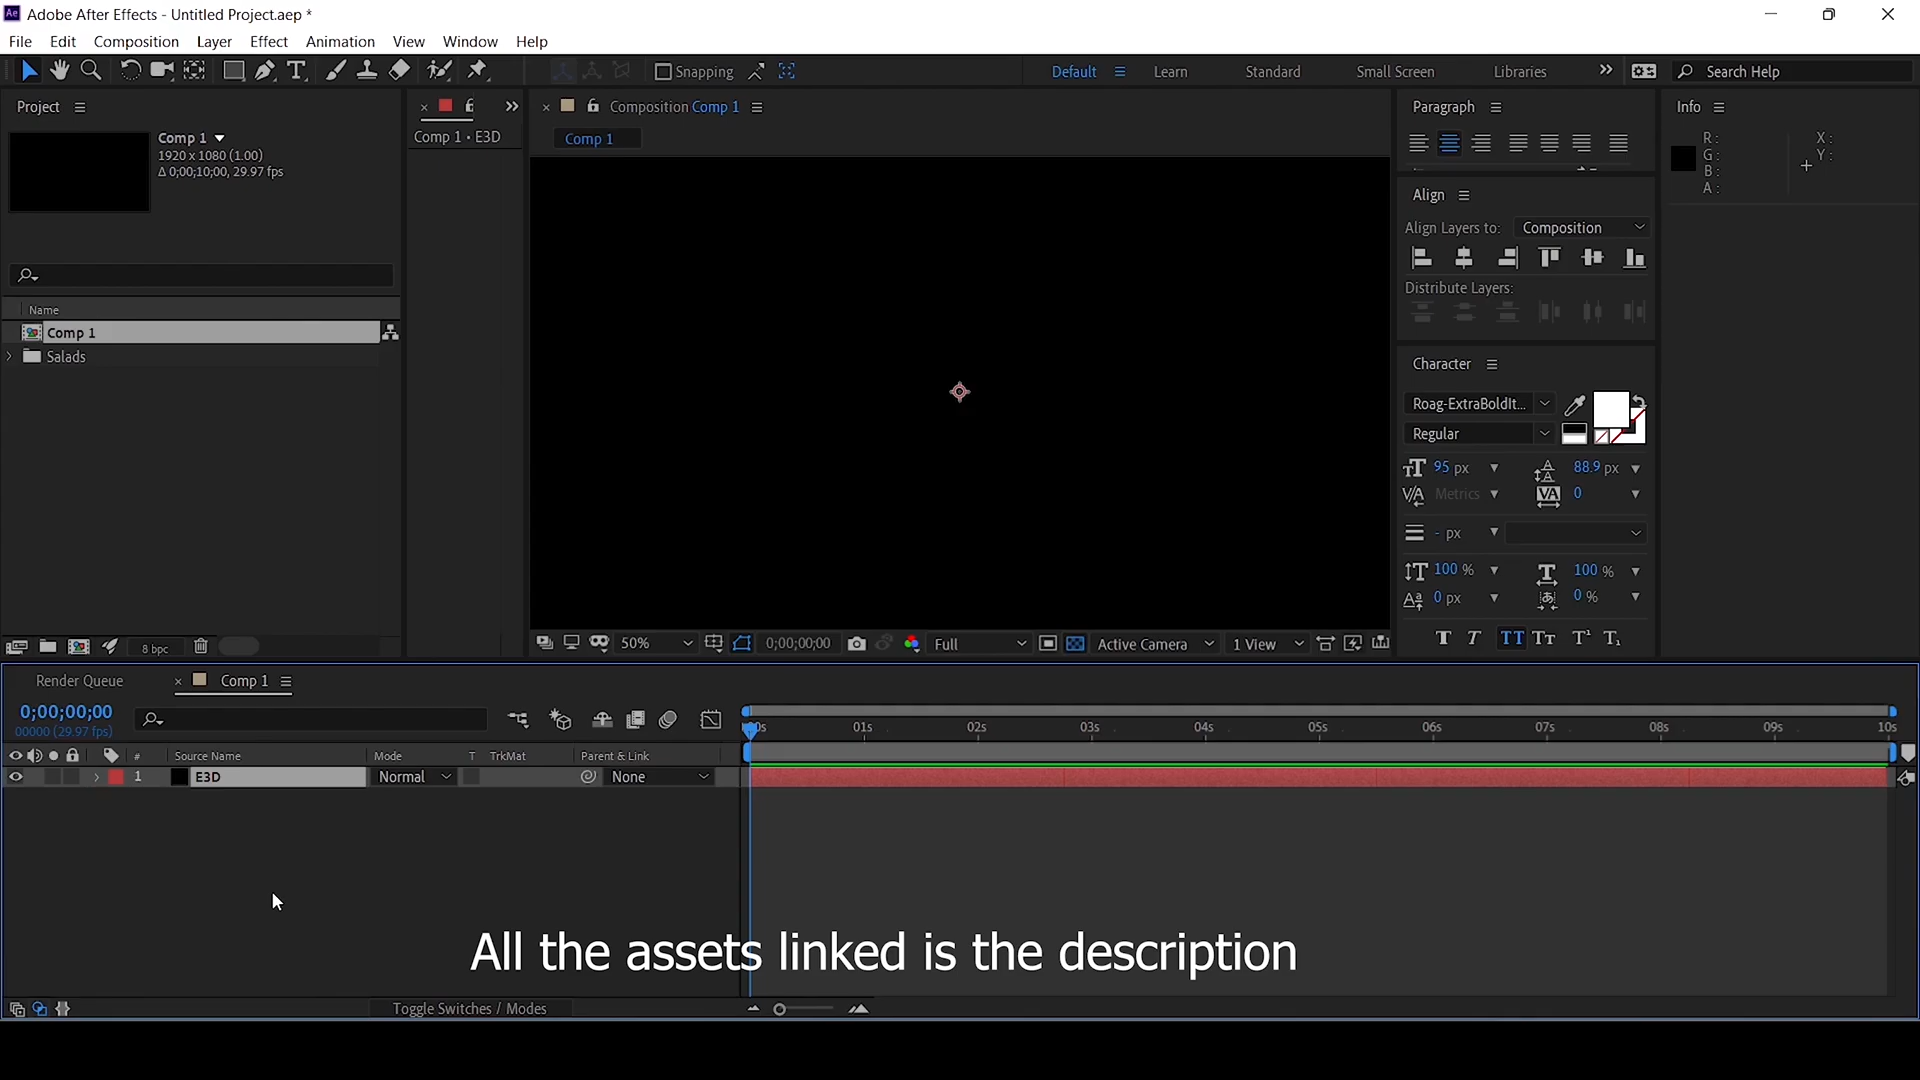 Adobe After Effects - Untitled Project.aep *
File Edit Composition Layer Effect Animation View Window Help
Snapping Default Learn Standard Small Screen Libraries Search Help
Project
Comp 1
1920 x 1080 (1.00)
Δ 0;00;10;00, 29.97 fps
Name
Comp 1
Salads
8 bpc
Comp 1 • E3D
Composition Comp 1
Comp 1
50% 0;00;00;00 Full Active Camera 1 View
Paragraph
Align
Align Layers to: Composition
Distribute Layers:
Character
Roag-ExtraBoldIt...
Regular
95 px 88.9 px
Metrics 0
- px
100 % 100 %
0 px 0 %
Info
R: X:
G: Y:
B:
A:
Render Queue Comp 1
0;00;00;00
00000 (29.97 fps)
# Source Name Mode T TrkMat Parent & Link
1 E3D Normal None
01s 02s 03s 04s 05s 06s 07s 08s 09s 10s
All the assets linked is the description
Toggle Switches / Modes